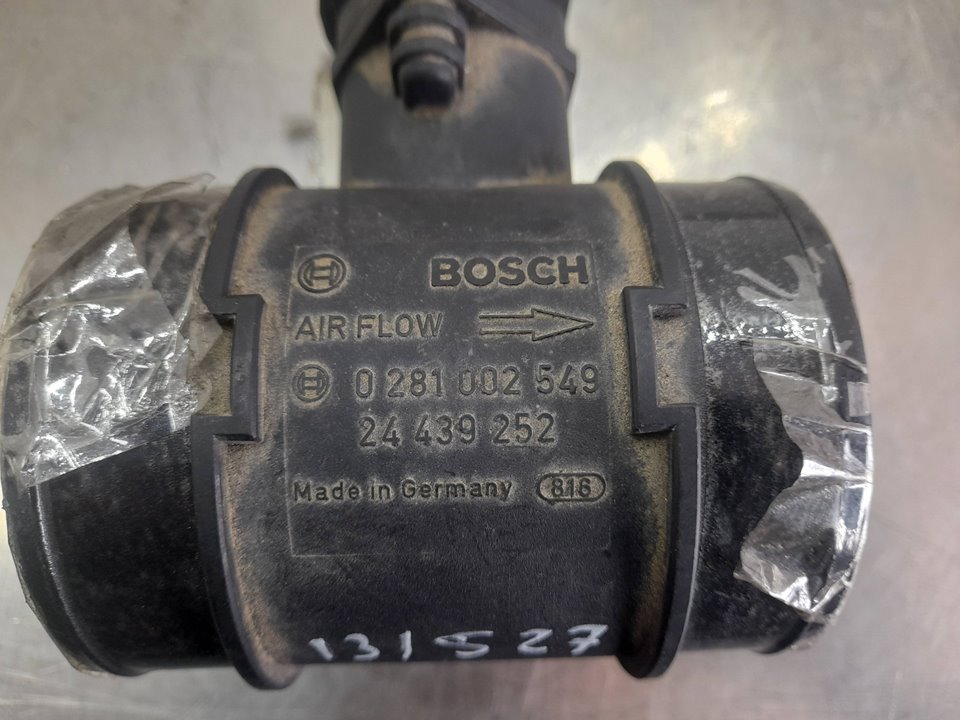 BOSCH
AIR FLOW
0 281 002 549
24 439 252
Made in Germany 816
131527